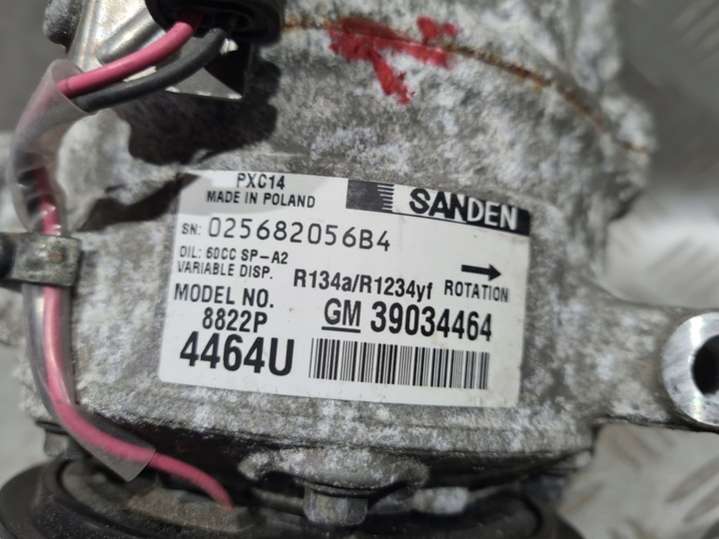 PXC14
MADE IN POLAND
SANDEN
SN: 025682056B4
OIL: 60CC SP-A2
VARIABLE DISP.
R134a/R1234yf
ROTATION
MODEL NO.
8822P
GM 39034464
4464U